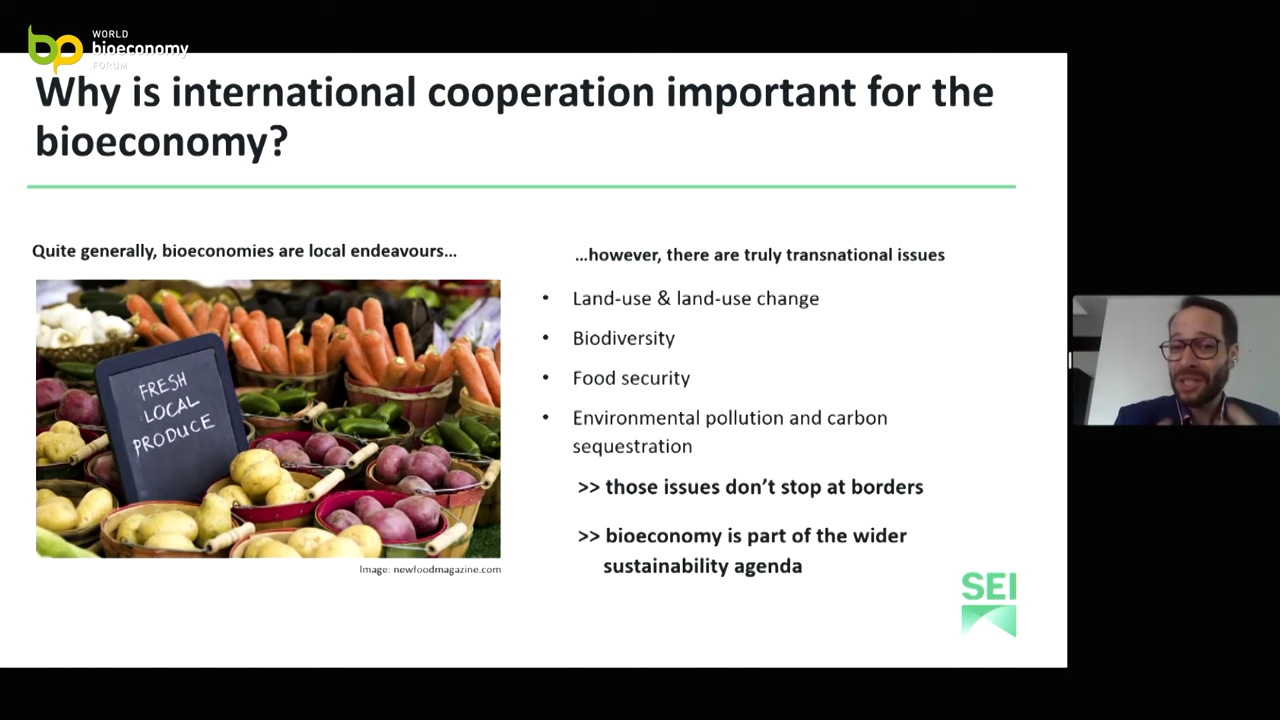 WORLD
bioeconomy
FORUM
Why is international cooperation important for the
bioeconomy?
Quite generally, bioeconomies are local endeavours…
FRESH
LOCAL
PRODUCE
Image: newfoodmagazine.com
…however, there are truly transnational issues
• Land-use & land-use change
• Biodiversity
• Food security
• Environmental pollution and carbon
sequestration
>> those issues don’t stop at borders
>> bioeconomy is part of the wider
sustainability agenda
SEI